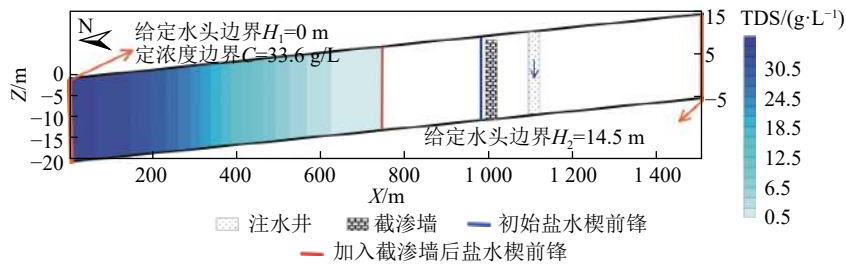 N
给定水头边界H₁=0 m
定浓度边界C=33.6 g/L
TDS/(g·L⁻¹)
Z/m
0
−5
−10
−15
−20
15
5
−5
给定水头边界H₂=14.5 m
200
400
600
800
1 000
1 200
1 400
X/m
30.5
24.5
18.5
12.5
6.5
0.5
注水井
截渗墙
初始盐水楔前锋
加入截渗墙后盐水楔前锋